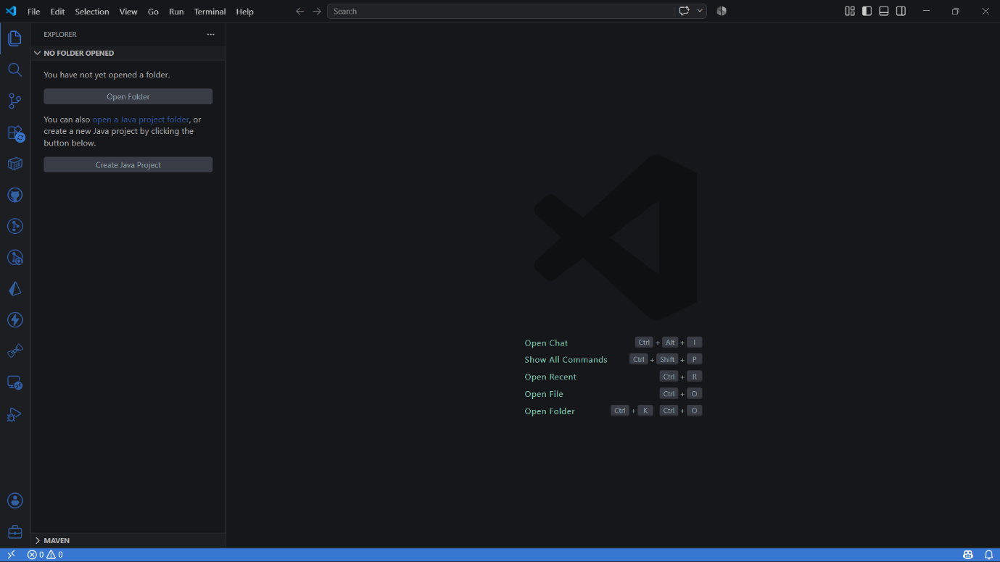 File Edit Selection View Go Run Terminal Help
Search
EXPLORER
NO FOLDER OPENED
You have not yet opened a folder.
Open Folder
You can also open a Java project folder, or
create a new Java project by clicking the
button below.
Create Java Project
Open Chat Ctrl + Alt + I
Show All Commands Ctrl + Shift + P
Open Recent Ctrl + R
Open File Ctrl + O
Open Folder Ctrl + K Ctrl + O
MAVEN
0 0